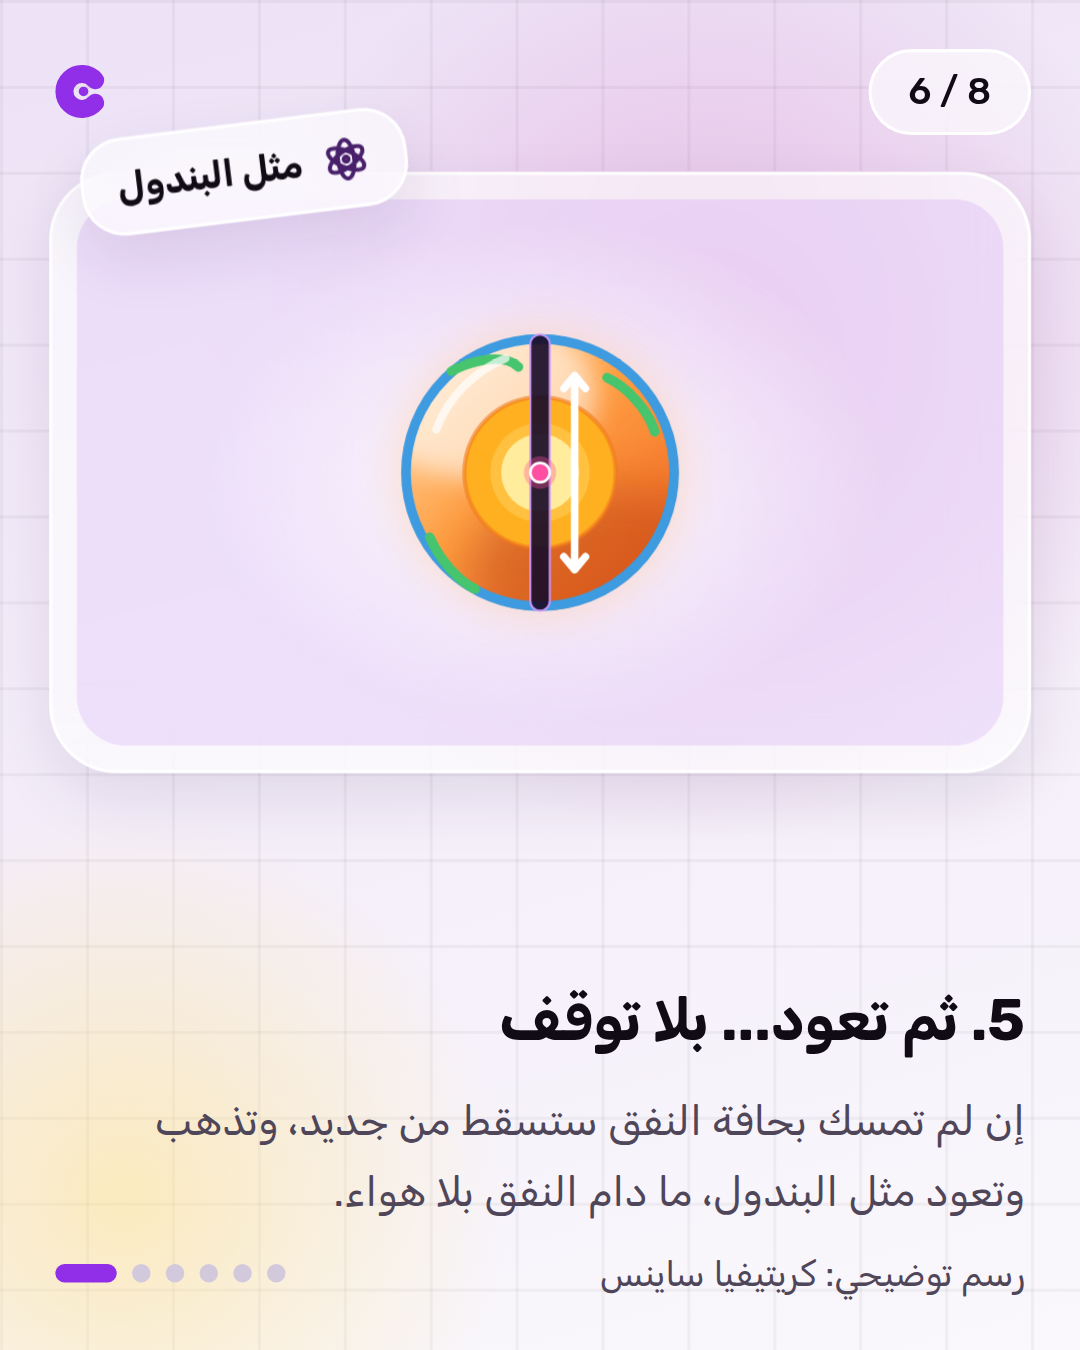 6 / 8
مثل البندول
5. ثم تعود... بلا توقف
إن لم تمسك بحافة النفق ستسقط من جديد، وتذهب
وتعود مثل البندول، ما دام النفق بلا هواء.
رسم توضيحي: كريتيفيا ساينس